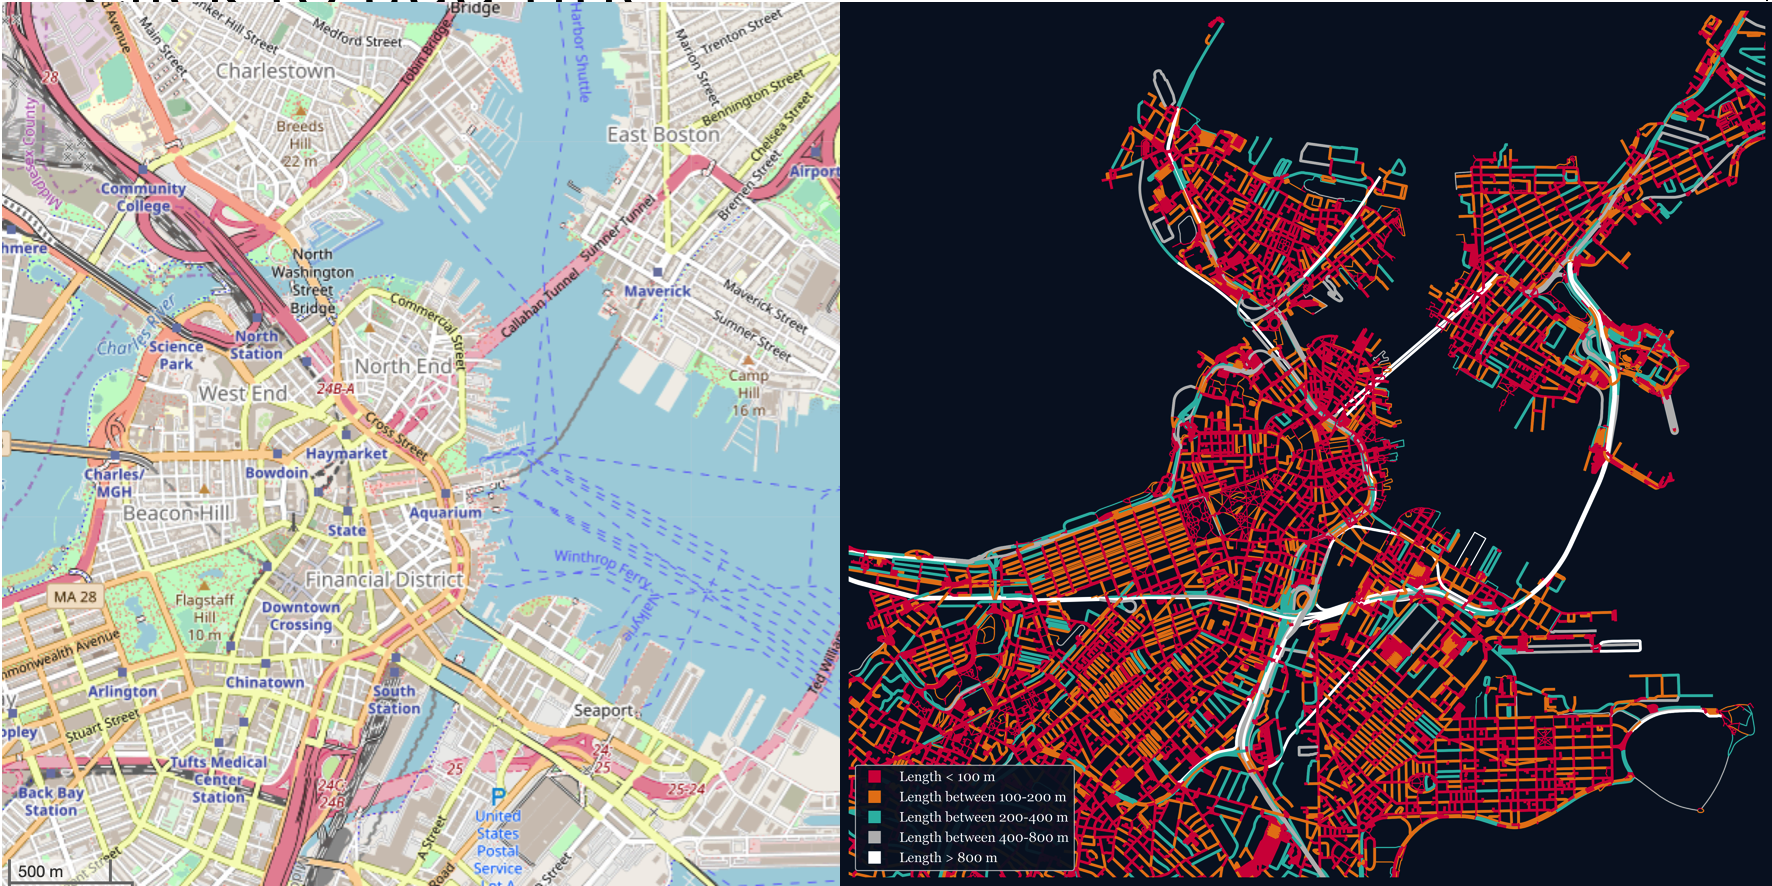 Bridge
Harbor Shuttle
d Avenue
Main Street
nker Hill Street
Medford Street
Tobin Bridge
Marion Street
Trenton Street
28
Charlestown
Bennington Street
Middlesex County
Breeds
Hill
22 m
East Boston
Chelsea Street
Airport
Community
College
Bremen Street
North
Washington
Street
Bridge
hmere
Sumner Tunnel
Callahan Tunnel
Maverick
Maverick Street
Commercial Street
Charles River
Science
Park
North
Station
Sumner Street
North End
West End
24B-A
Camp
Hill
16 m
Cross Street
Haymarket
Bowdoin
Charles/
MGH
Beacon Hill
Aquarium
State
Winthrop Ferry
Financial District
MA 28
Flagstaff
Hill
10 m
Downtown
Crossing
Walkyrie
mmonwealth Avenue
Ted William
Arlington
Chinatown
South
Station
Seaport
y
opley
Stuart Street
24-
25
Tufts Medical
Center
Station
25
24C-
24B
25-24
Back Bay
Station
P
United
States
Postal
Service
Lot A
A Street
Road
Street
500 m
Length < 100 m
Length between 100-200 m
Length between 200-400 m
Length between 400-800 m
Length > 800 m